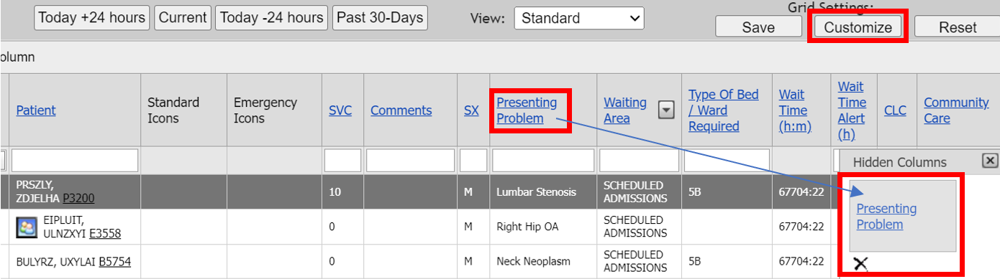 Grid Settings:
Today +24 hours Current Today -24 hours Past 30-Days View: Standard Save Customize Reset
olumn
Patient
Standard
Icons
Emergency
Icons
SVC
Comments
SX
Presenting
Problem
Waiting
Area
Type Of Bed
/ Ward
Required
Wait
Time
(h:m)
Wait
Time
Alert
(h)
CLC
Community
Care
Hidden Columns
PRSZLY,
ZDJELHA P3200
10
M
Lumbar Stenosis
SCHEDULED
ADMISSIONS
5B
67704:22
Presenting
Problem
EIPLUIT,
ULNZXYI E3558
0
M
Right Hip OA
SCHEDULED
ADMISSIONS
67704:22
BULYRZ, UXYLAI B5754
0
M
Neck Neoplasm
SCHEDULED
ADMISSIONS
5B
67704:22